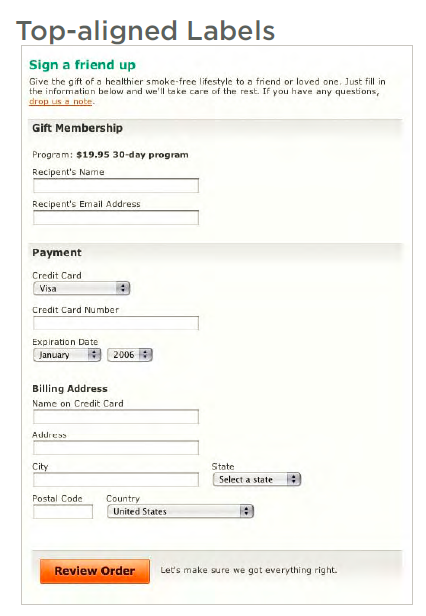 Top-aligned Labels
Sign a friend up
Give the gift of a healthier smoke-free lifestyle to a friend or loved one. Just fill in
the information below and we'll take care of the rest. If you have any questions,
drop us a note.
Gift Membership
Program: $19.95 30-day program
Recipent's Name
Recipent's Email Address
Payment
Credit Card
Visa
Credit Card Number
Expiration Date
January 2006
Billing Address
Name on Credit Card
Address
City State
Select a state
Postal Code Country
United States
Review Order Let's make sure we got everything right.